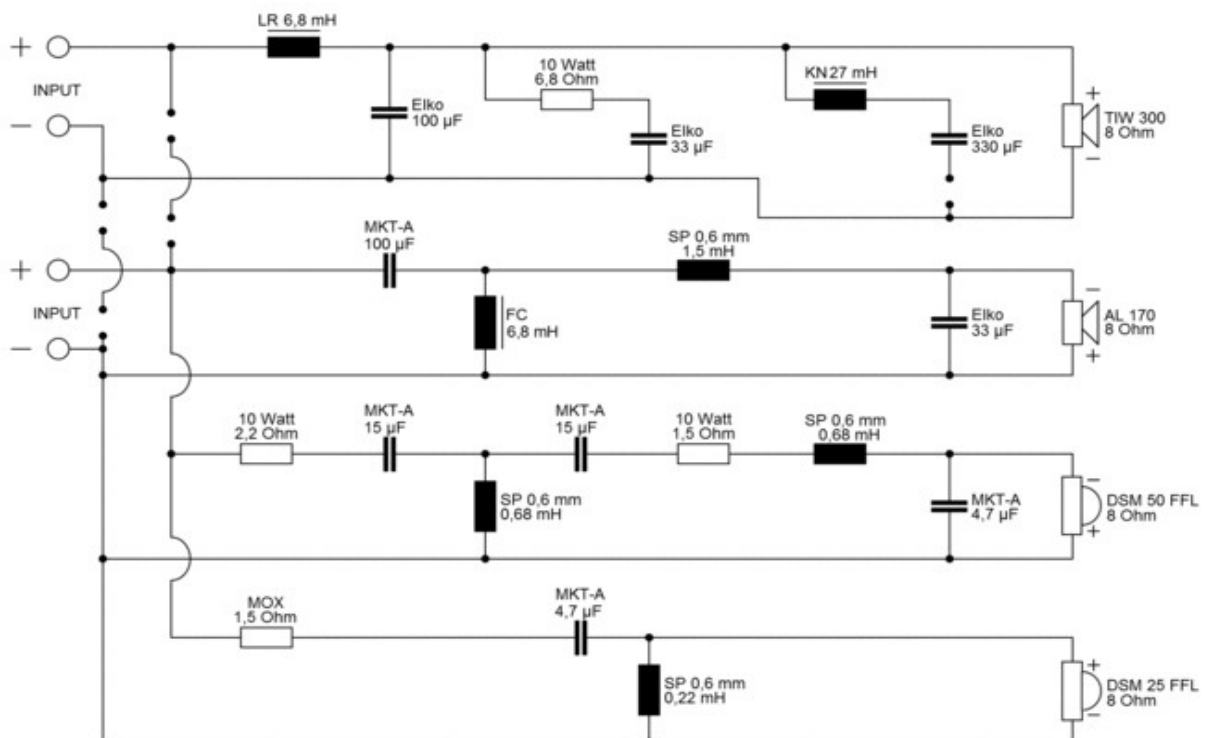 LR 6,8 mH
+
INPUT
−
Elko
100 µF
10 Watt
6,8 Ohm
Elko
33 µF
KN27 mH
Elko
330 µF
+
TIW 300
8 Ohm
−
+
INPUT
−
MKT-A
100 µF
FC
6,8 mH
SP 0,6 mm
1,5 mH
Elko
33 µF
−
AL 170
8 Ohm
+
10 Watt
2,2 Ohm
MKT-A
15 µF
SP 0,6 mm
0,68 mH
MKT-A
15 µF
10 Watt
1,5 Ohm
SP 0,6 mm
0,68 mH
MKT-A
4,7 µF
−
DSM 50 FFL
8 Ohm
+
MOX
1,5 Ohm
MKT-A
4,7 µF
SP 0,6 mm
0,22 mH
+
DSM 25 FFL
8 Ohm
−